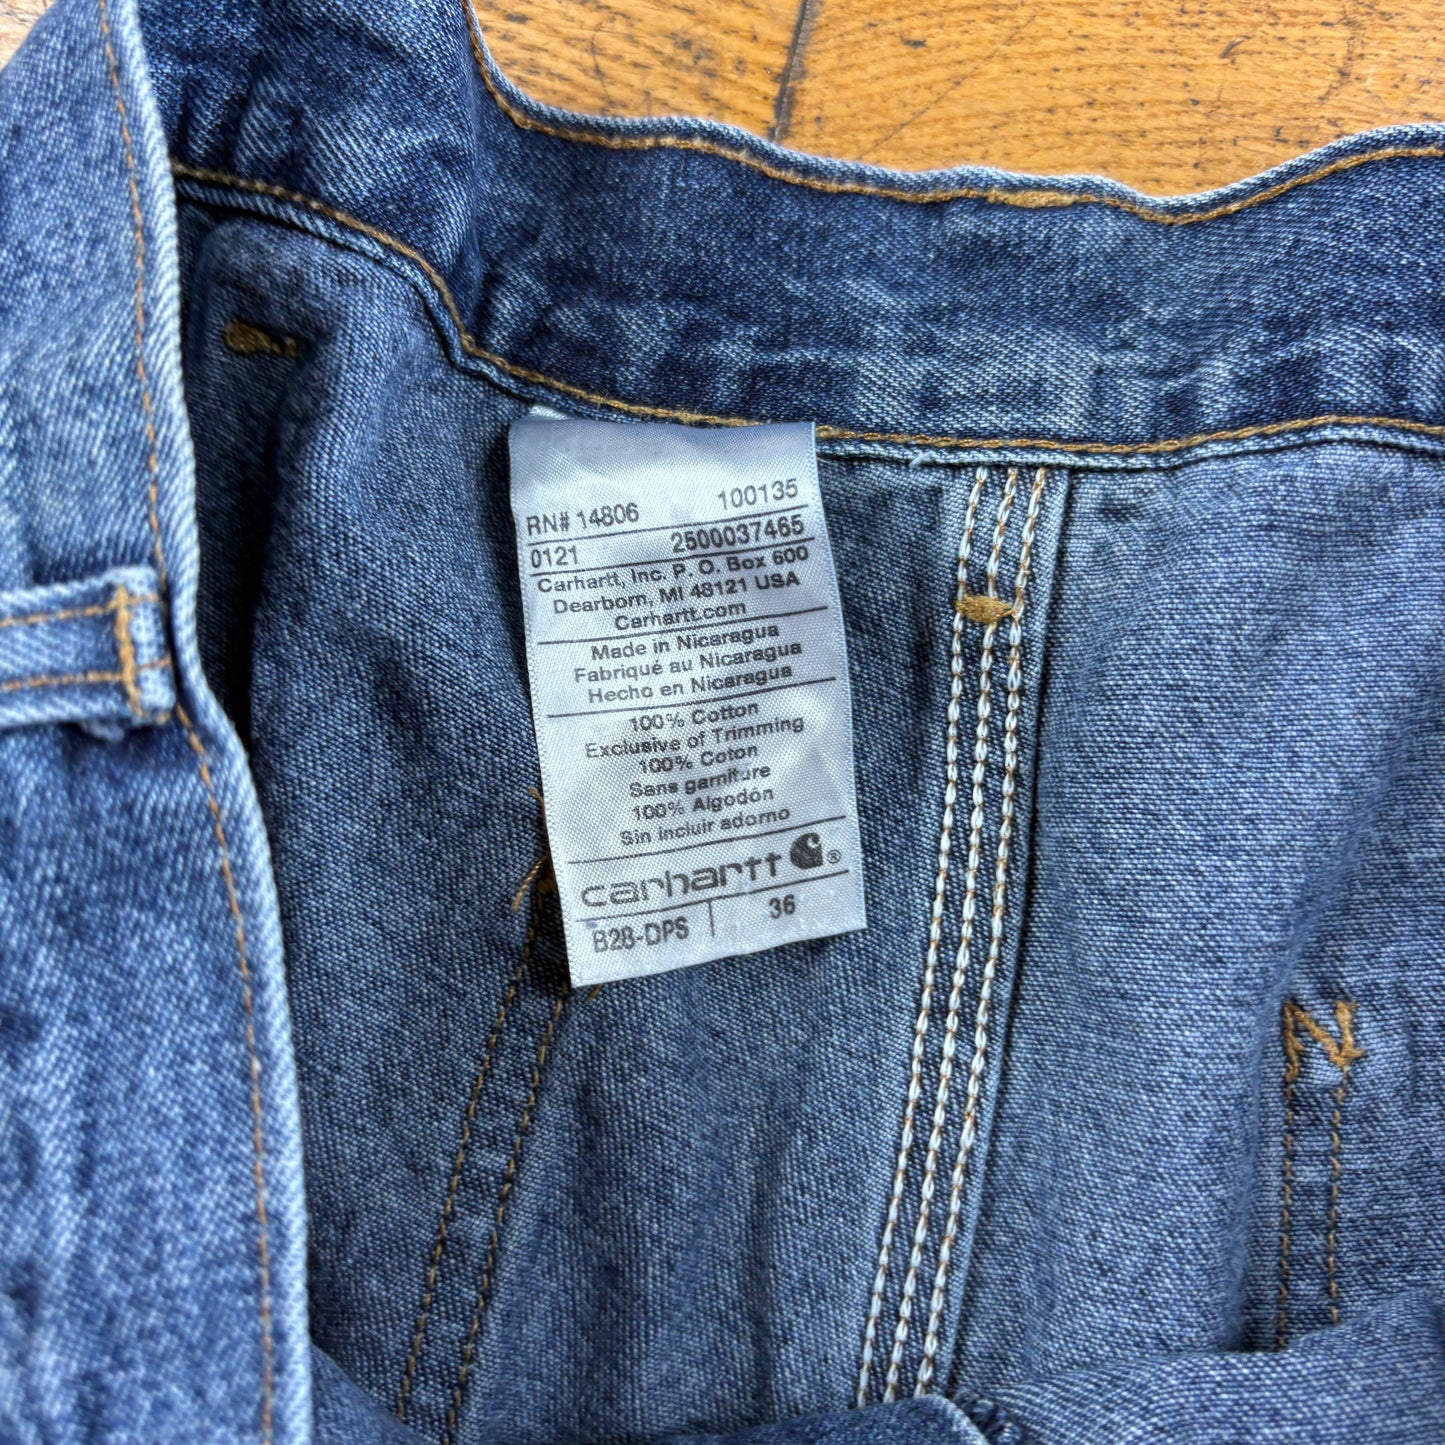 RN# 14806 100135
0121 2500037465
Carhartt, Inc. P. O. Box 600
Dearborn, MI 48121 USA
Carhartt.com
Made in Nicaragua
Fabriqué au Nicaragua
Hecho en Nicaragua
100% Cotton
Exclusive of Trimming
100% Coton
Sans garniture
100% Algodón
Sin incluir adorno
carhartt ®
B28-DPS 36